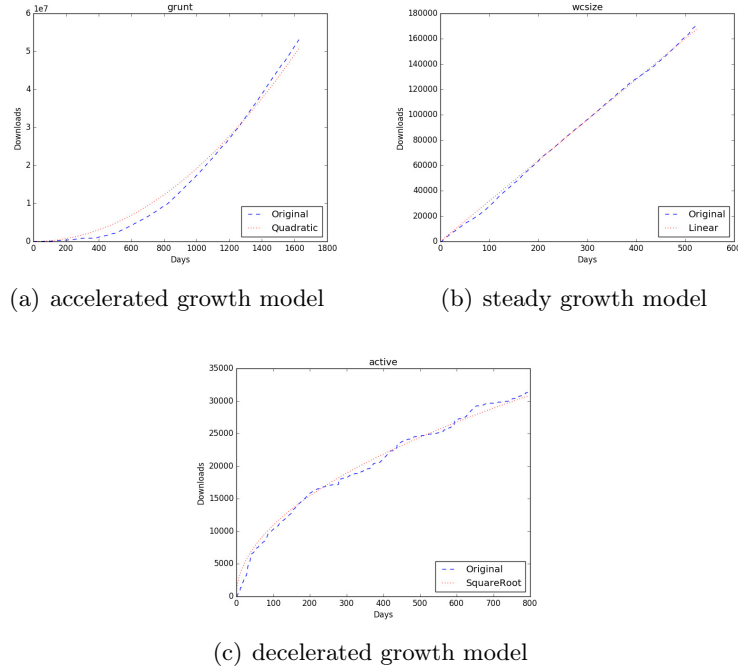 grunt
1e7
6
5
4
3
2
1
0
Downloads
0 200 400 600 800 1000 1200 1400 1600 1800
Days
Original
Quadratic
(a) accelerated growth model
wcsize
180000
160000
140000
120000
100000
80000
60000
40000
20000
0
Downloads
0 100 200 300 400 500 600
Days
Original
Linear
(b) steady growth model
active
35000
30000
25000
20000
15000
10000
5000
0
Downloads
0 100 200 300 400 500 600 700 800
Days
Original
SquareRoot
(c) decelerated growth model